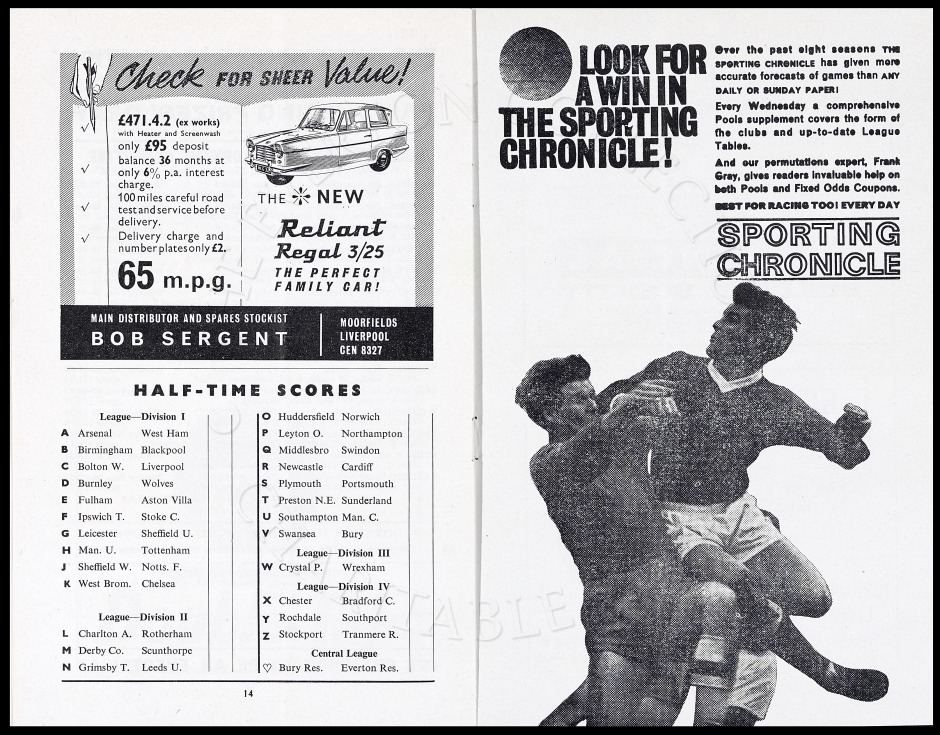 Check FOR SHEER Value!
£471.4.2 (ex works)
with Heater and Screenwash
only £95 deposit
balance 36 months at
only 6% p.a. interest
charge.
100 miles careful road
test and service before
delivery.
Delivery charge and
number plates only £2.
65 m.p.g.
THE NEW
Reliant
Regal 3/25
THE PERFECT
FAMILY CAR!
MAIN DISTRIBUTOR AND SPARES STOCKIST
BOB SERGENT
MOORFIELDS
LIVERPOOL
CEN 8327
HALF-TIME SCORES
League—Division I
A Arsenal West Ham
B Birmingham Blackpool
C Bolton W. Liverpool
D Burnley Wolves
E Fulham Aston Villa
F Ipswich T. Stoke C.
G Leicester Sheffield U.
H Man. U. Tottenham
J Sheffield W. Notts. F.
K West Brom. Chelsea
League—Division II
L Charlton A. Rotherham
M Derby Co. Scunthorpe
N Grimsby T. Leeds U.
O Huddersfield Norwich
P Leyton O. Northampton
Q Middlesbro Swindon
R Newcastle Cardiff
S Plymouth Portsmouth
T Preston N.E. Sunderland
U Southampton Man. C.
V Swansea Bury
League—Division III
W Crystal P. Wrexham
League—Division IV
X Chester Bradford C.
Y Rochdale Southport
Z Stockport Tranmere R.
Central League
♡ Bury Res. Everton Res.
14
LOOK FOR
A WIN IN
THE SPORTING
CHRONICLE!
Over the past eight seasons THE
SPORTING CHRONICLE has given more
accurate forecasts of games than ANY
DAILY OR SUNDAY PAPER!
Every Wednesday a comprehensive
Pools supplement covers the form of
the clubs and up-to-date League
Tables.
And our permutations expert, Frank
Gray, gives readers invaluable help on
both Pools and Fixed Odds Coupons.
BEST FOR RACING TOO! EVERY DAY
SPORTING
CHRONICLE